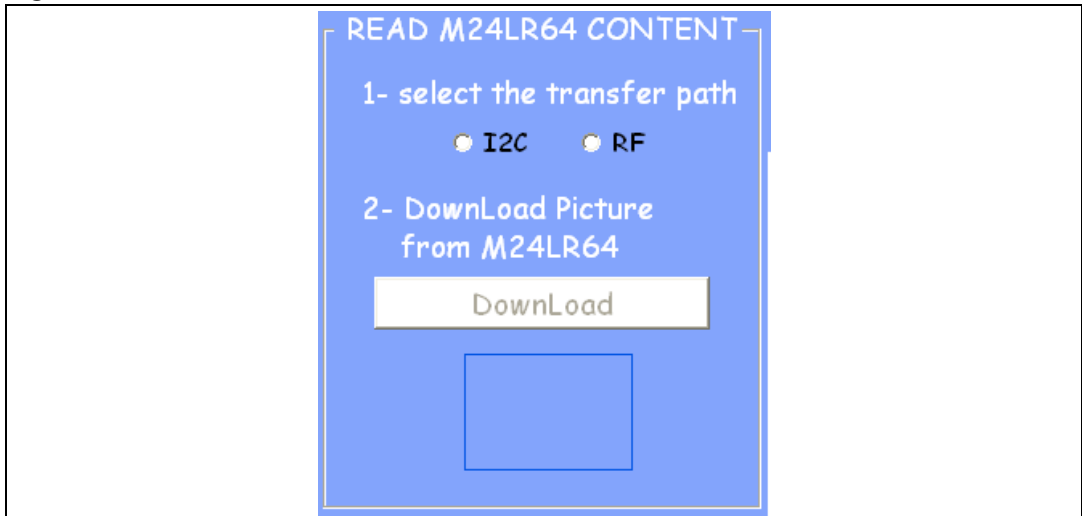 READ M24LR64 CONTENT
1- select the transfer path
I2C RF
2- DownLoad Picture
from M24LR64
DownLoad